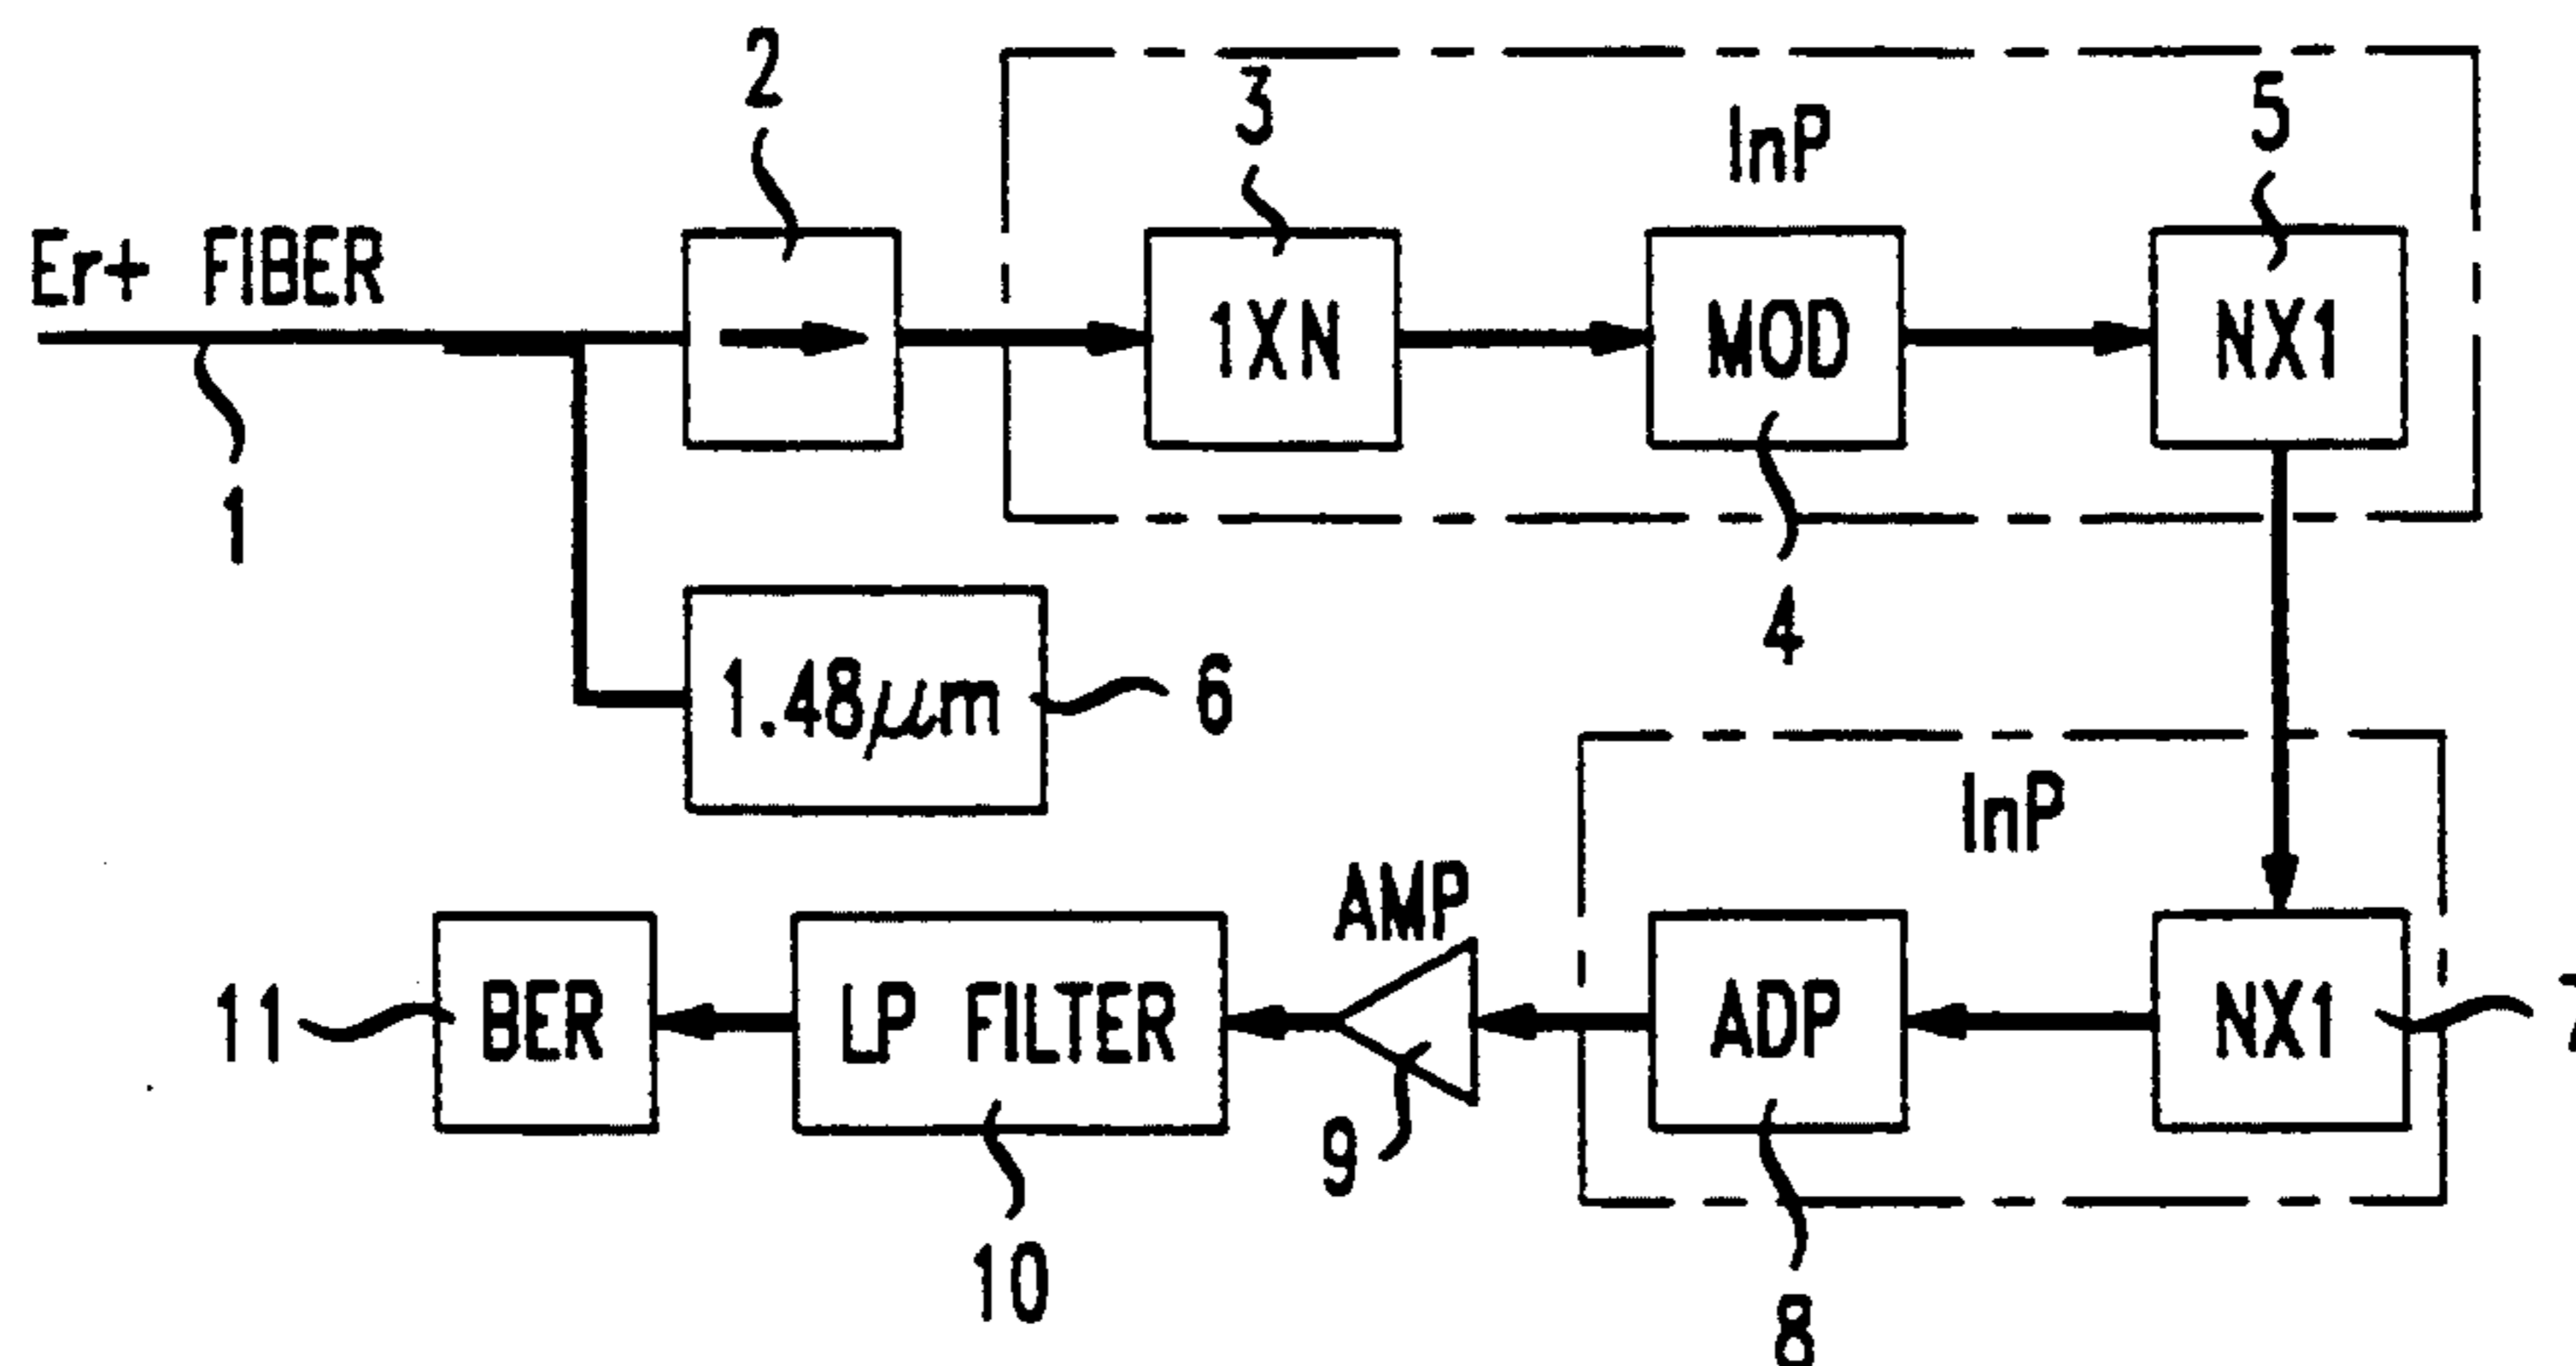 2
3
InP
5
Er+ FIBER
1XN
MOD
NX1
1
4
1.48μm
6
InP
AMP
11
BER
LP FILTER
ADP
NX1
7
9
10
8